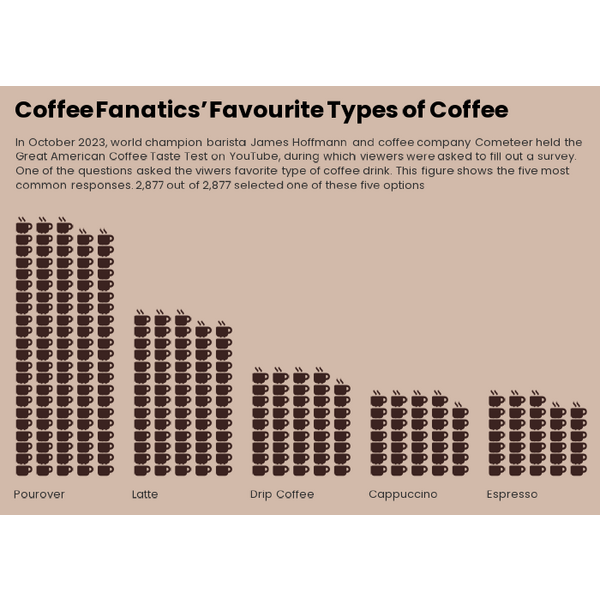 Coffee Fanatics' Favourite Types of Coffee
In October 2023, world champion barista James Hoffmann and coffee company Cometeer held the
Great American Coffee Taste Test on YouTube, during which viewers were asked to fill out a survey.
One of the questions asked the viwers favorite type of coffee drink. This figure shows the five most
common responses. 2,877 out of 2,877 selected one of these five options
Pourover Latte Drip Coffee Cappuccino Espresso